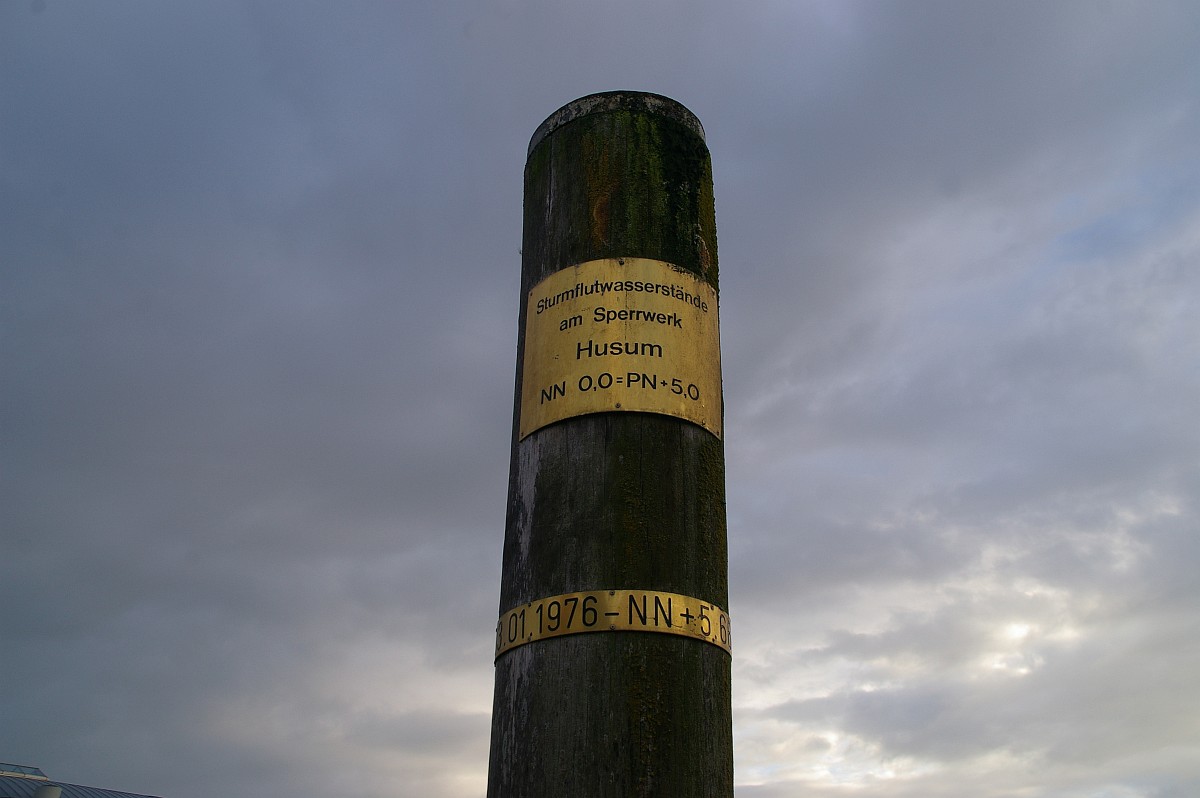 Sturmflutwasserstände
am Sperrwerk
Husum
NN 0,0=PN+5,0
.01.1976–NN+5,6